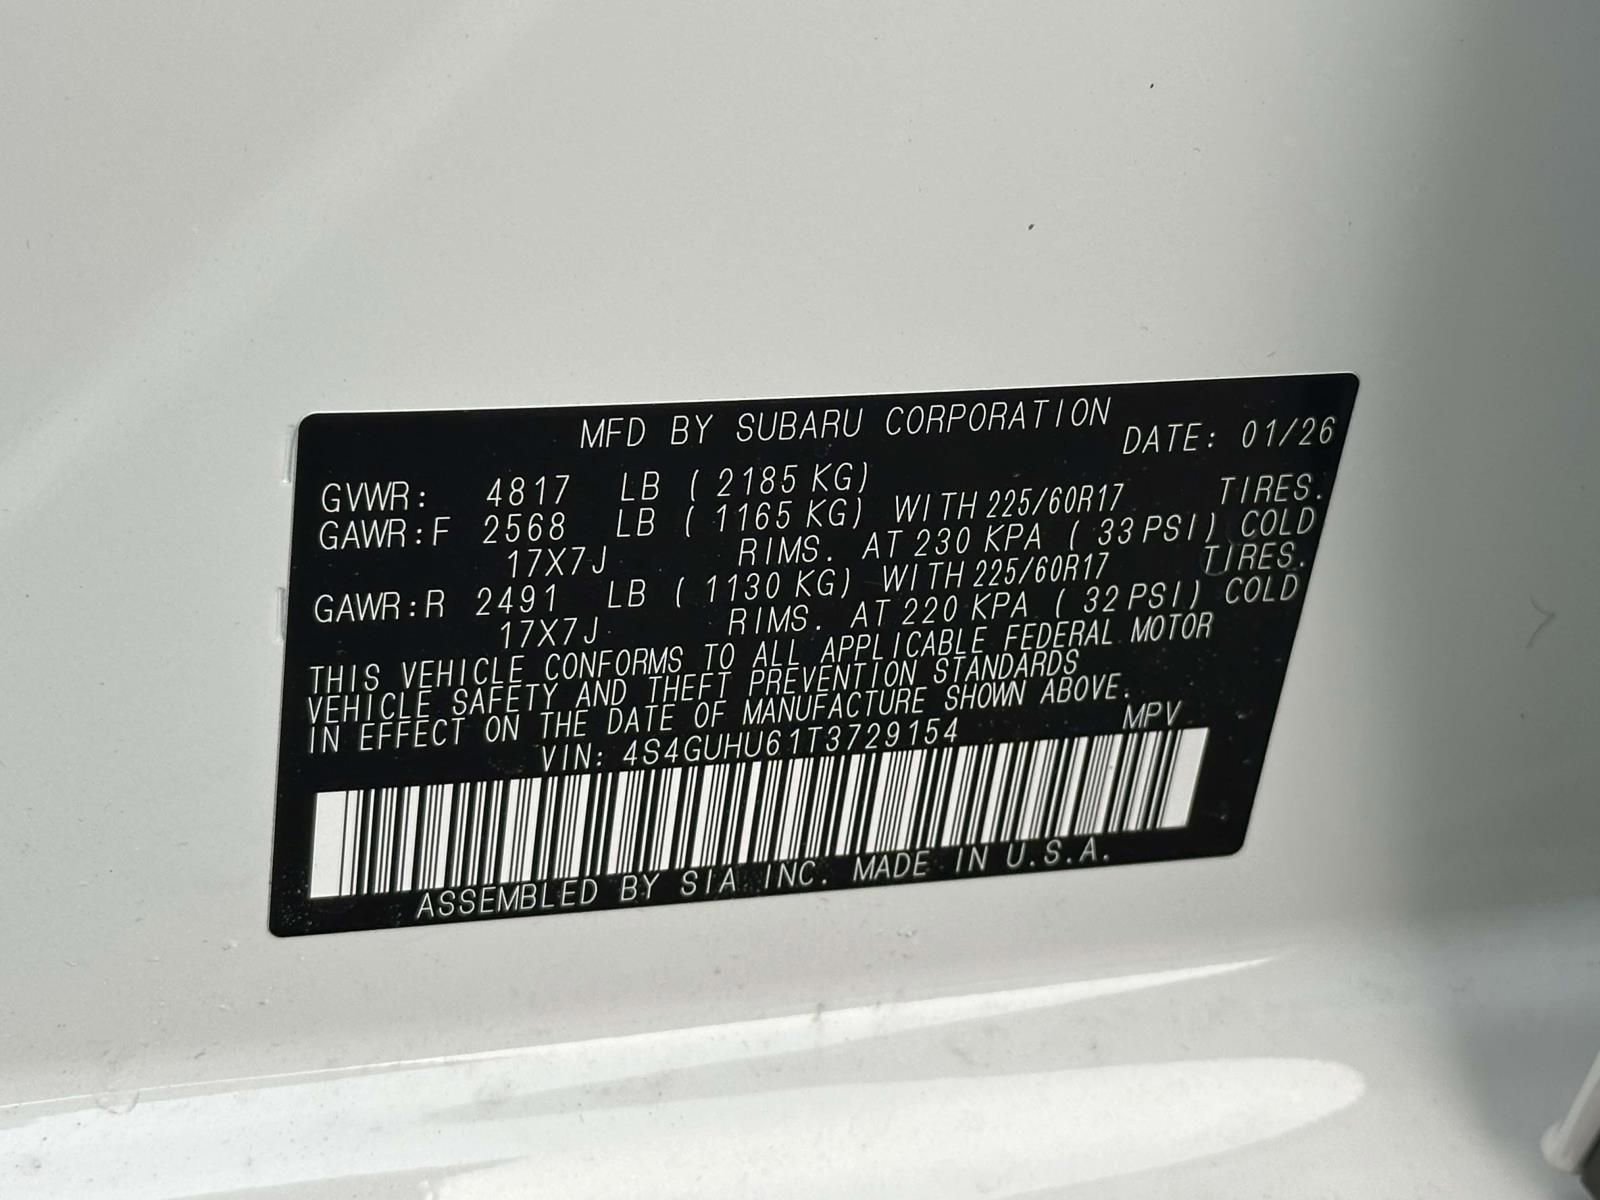 MFD BY SUBARU CORPORATION DATE: 01/26
GVWR: 4817 LB ( 2185 KG)
GAWR:F 2568 LB ( 1165 KG) WITH 225/60R17 TIRES.
17X7J RIMS. AT 230 KPA ( 33 PSI) COLD
GAWR:R 2491 LB ( 1130 KG) WITH 225/60R17 TIRES.
17X7J RIMS. AT 220 KPA ( 32 PSI) COLD
THIS VEHICLE CONFORMS TO ALL APPLICABLE FEDERAL MOTOR
VEHICLE SAFETY AND THEFT PREVENTION STANDARDS
IN EFFECT ON THE DATE OF MANUFACTURE SHOWN ABOVE.
VIN: 4S4GUHU61T3729154 MPV
ASSEMBLED BY SIA INC. MADE IN U.S.A.